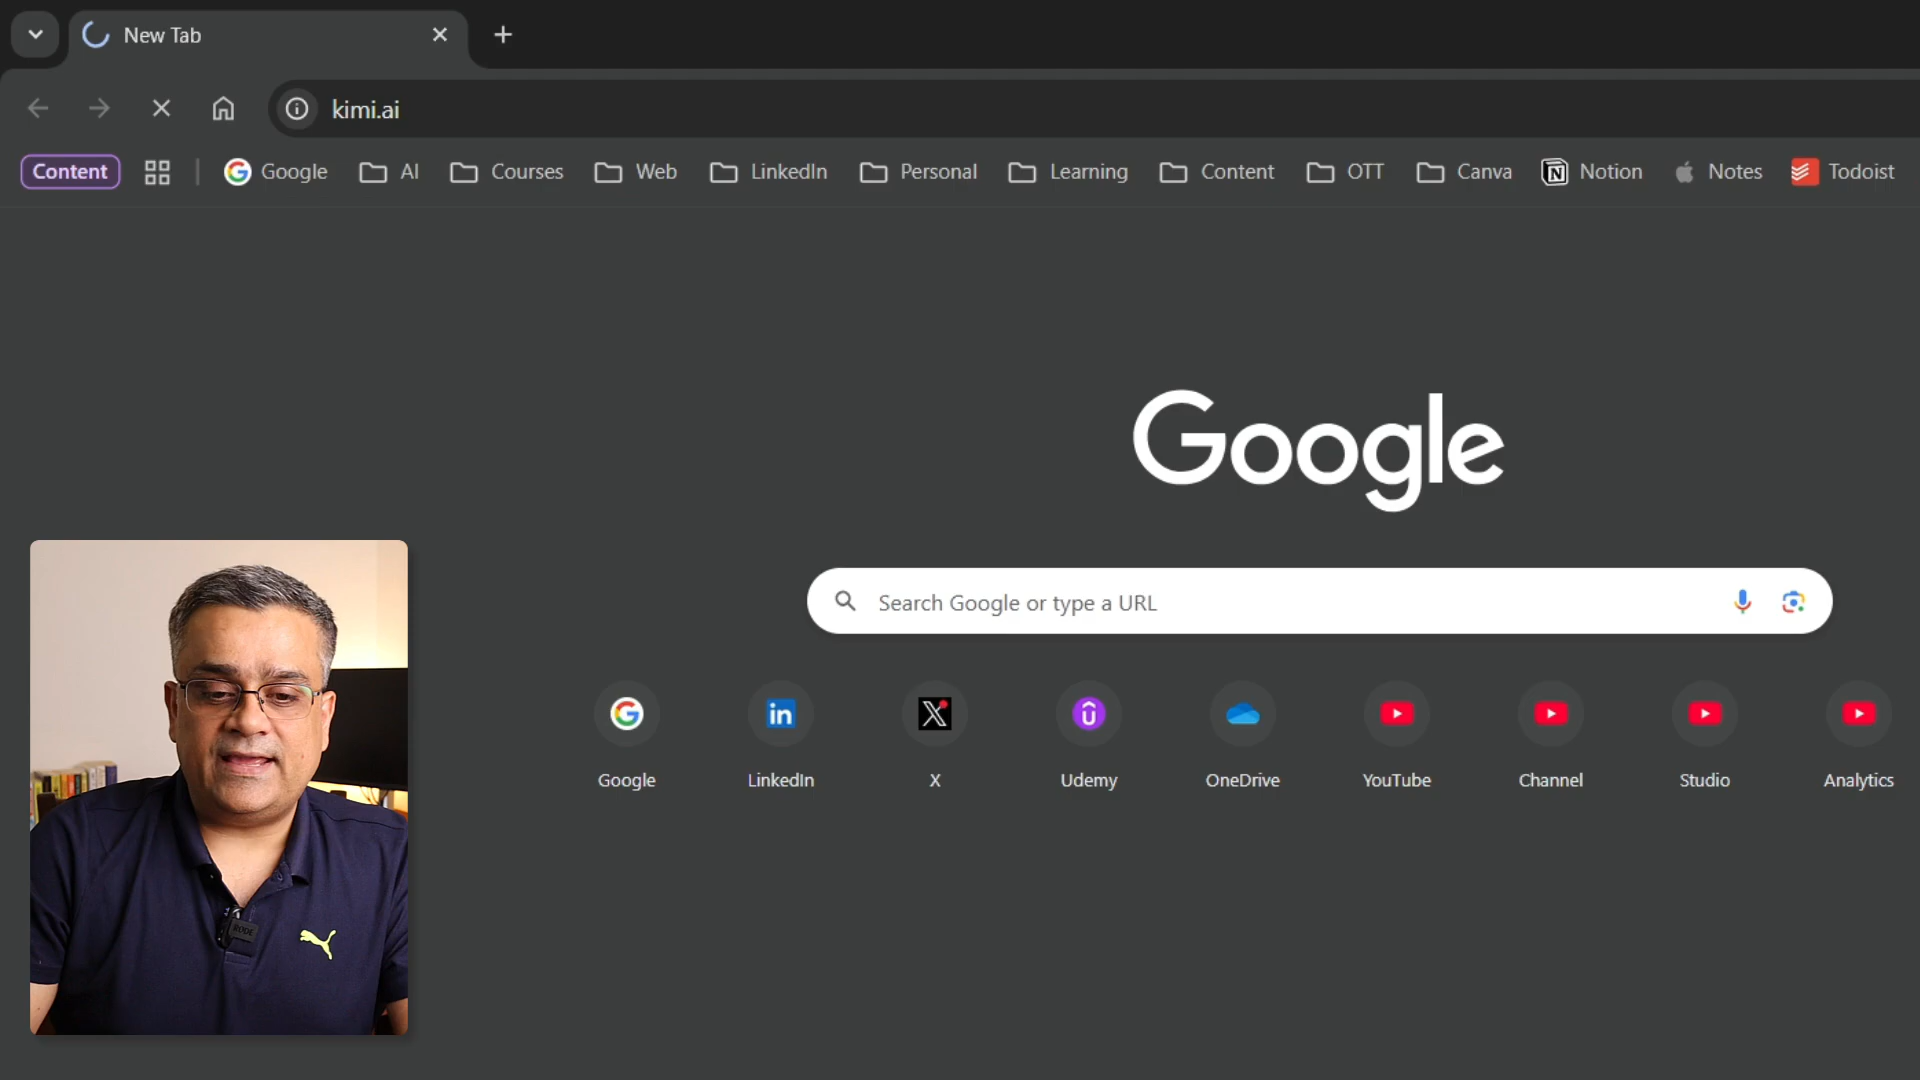 New Tab
kimi.ai
Content Google AI Courses Web LinkedIn Personal Learning Content OTT Canva Notion Notes Todoist
Google
Search Google or type a URL
Google LinkedIn X Udemy OneDrive YouTube Channel Studio Analytics
RODE